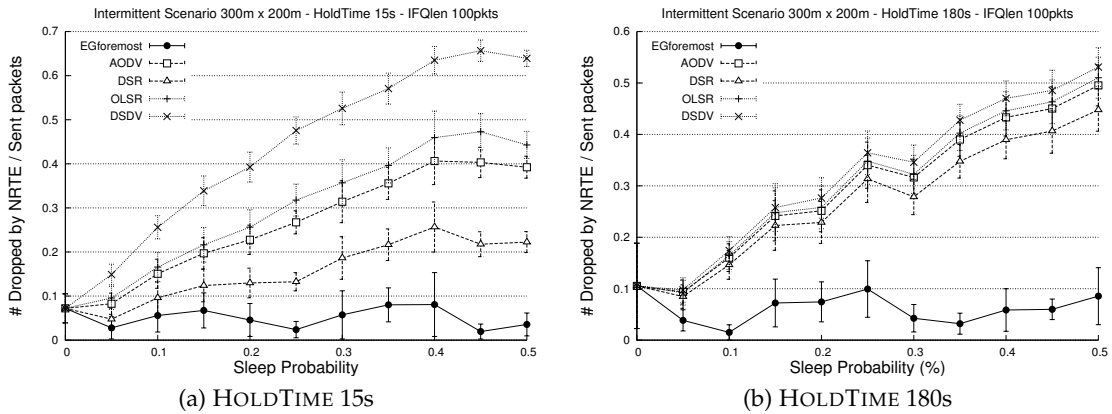 Intermittent Scenario 300m x 200m - HoldTime 15s - IFQlen 100pkts
# Dropped by NRTE / Sent packets
0.7
0.6
0.5
0.4
0.3
0.2
0.1
0
EGforemost
AODV
DSR
OLSR
DSDV
0 0.1 0.2 0.3 0.4 0.5
Sleep Probability
(a) HOLDTIME 15s
Intermittent Scenario 300m x 200m - HoldTime 180s - IFQlen 100pkts
# Dropped by NRTE / Sent packets
0.6
0.5
0.4
0.3
0.2
0.1
0
EGforemost
AODV
DSR
OLSR
DSDV
0 0.1 0.2 0.3 0.4 0.5
Sleep Probability (%)
(b) HOLDTIME 180s